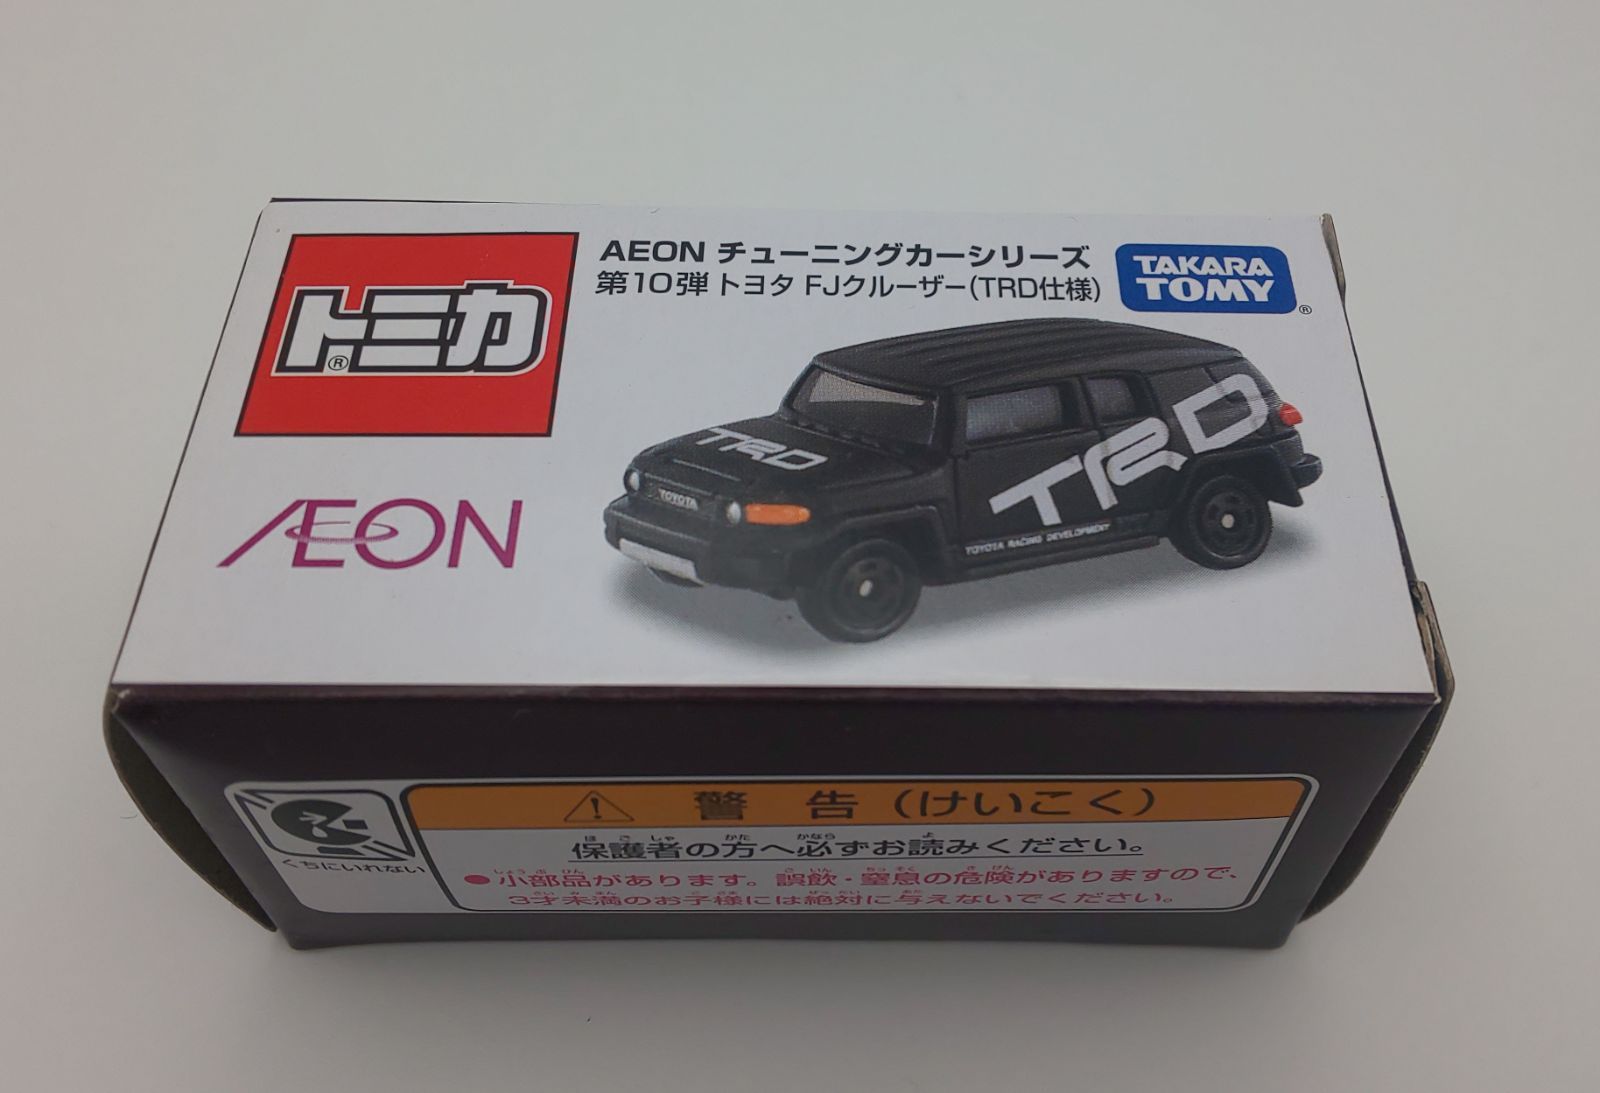 AEON チューニングカーシリーズ
第10弾 トヨタ FJクルーザー(TRD仕様)
TAKARA
TOMY®
トミカ®
AEON
TRD
TOYOTA
TRD
TOYOTA RACING DEVELOPMENT
くちにいれない
警告(けいこく)
保護者の方へ必ずお読みください。
●小部品があります。誤飲・窒息の危険がありますので、
3才未満のお子様には絶対に与えないでください。